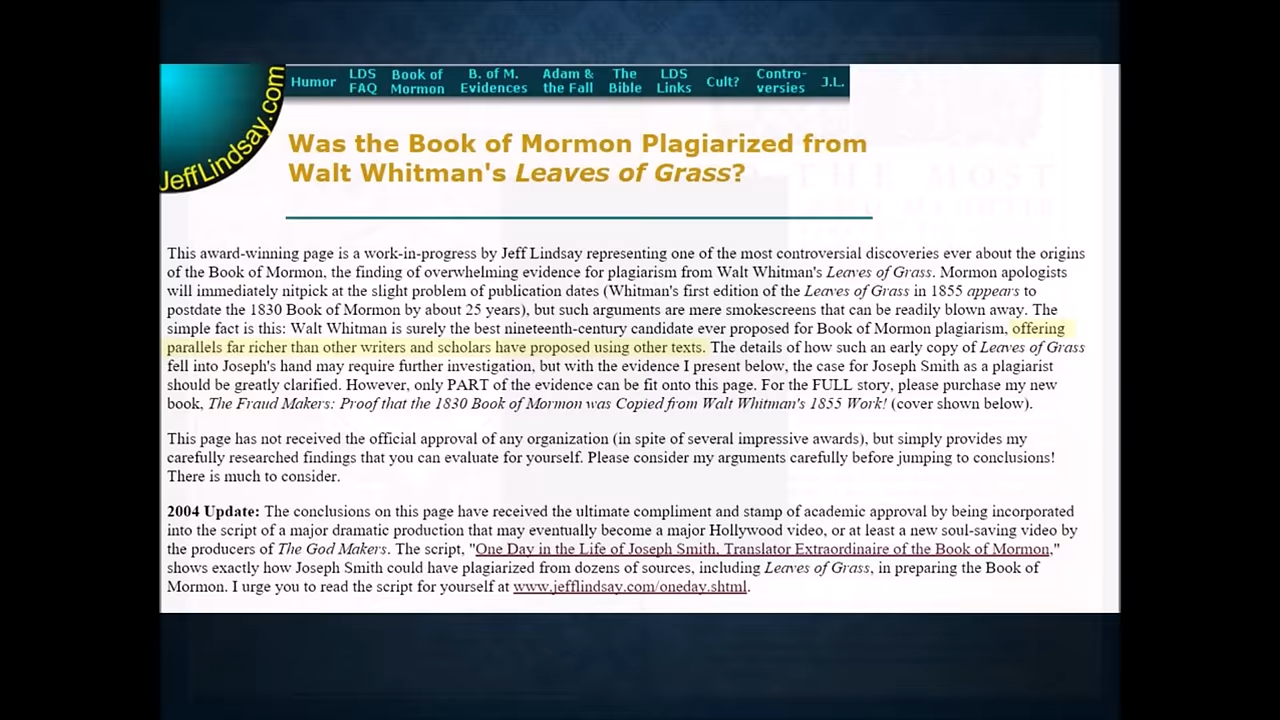 JeffLindsay.com
Humor LDS FAQ Book of Mormon B. of M. Evidences Adam & the Fall The Bible LDS Links Cult? Contro-versies J.L.
Was the Book of Mormon Plagiarized from
Walt Whitman's Leaves of Grass?
This award-winning page is a work-in-progress by Jeff Lindsay representing one of the most controversial discoveries ever about the origins
of the Book of Mormon, the finding of overwhelming evidence for plagiarism from Walt Whitman's Leaves of Grass. Mormon apologists
will immediately nitpick at the slight problem of publication dates (Whitman's first edition of the Leaves of Grass in 1855 appears to
postdate the 1830 Book of Mormon by about 25 years), but such arguments are mere smokescreens that can be readily blown away. The
simple fact is this: Walt Whitman is surely the best nineteenth-century candidate ever proposed for Book of Mormon plagiarism, offering
parallels far richer than other writers and scholars have proposed using other texts. The details of how such an early copy of Leaves of Grass
fell into Joseph's hand may require further investigation, but with the evidence I present below, the case for Joseph Smith as a plagiarist
should be greatly clarified. However, only PART of the evidence can be fit onto this page. For the FULL story, please purchase my new
book, The Fraud Makers: Proof that the 1830 Book of Mormon was Copied from Walt Whitman's 1855 Work! (cover shown below).
This page has not received the official approval of any organization (in spite of several impressive awards), but simply provides my
carefully researched findings that you can evaluate for yourself. Please consider my arguments carefully before jumping to conclusions!
There is much to consider.
2004 Update: The conclusions on this page have received the ultimate compliment and stamp of academic approval by being incorporated
into the script of a major dramatic production that may eventually become a major Hollywood video, or at least a new soul-saving video by
the producers of The God Makers. The script, "One Day in the Life of Joseph Smith, Translator Extraordinaire of the Book of Mormon,"
shows exactly how Joseph Smith could have plagiarized from dozens of sources, including Leaves of Grass, in preparing the Book of
Mormon. I urge you to read the script for yourself at www.jefflindsay.com/oneday.shtml.
THE MOST